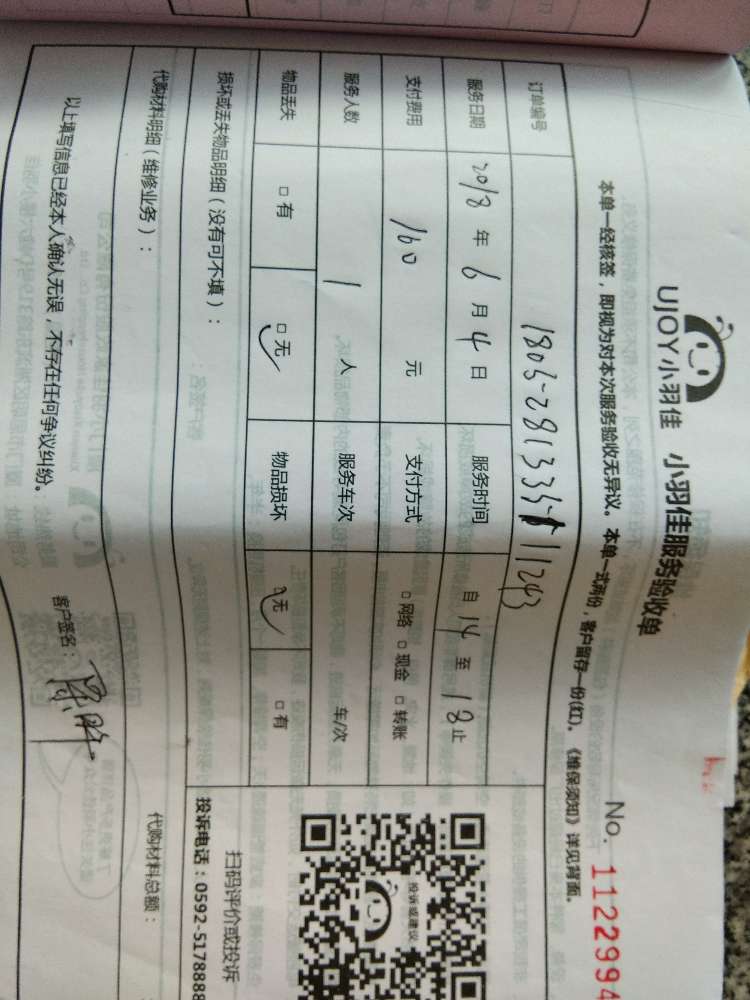 UJOY小羽佳 小羽佳服务验收单
No. 1122994
本单一经核签，即视为对本次服务验收无异议。本单一式两份，客户留存一份(红)。《维保须知》详见背面。
订单编号
服务日期 2018 年 6 月 4 日 服务时间 自 14 至 18 止
支付费用 160 元 支付方式 □ 网络 □ 现金 □ 转账
服务人数 1 人 服务车次 车/次
物品丢失 □ 有 □ 无 物品损坏 □ 无 □ 有
损坏或丢失物品明细（没有可不填）：
代购材料明细（维修业务）：
代购材料总额：
以上填写信息已经本人确认无误，不存在任何争议纠纷。
客户签名：
投诉或建议
扫码评价或投诉
投诉电话：0592-5178888